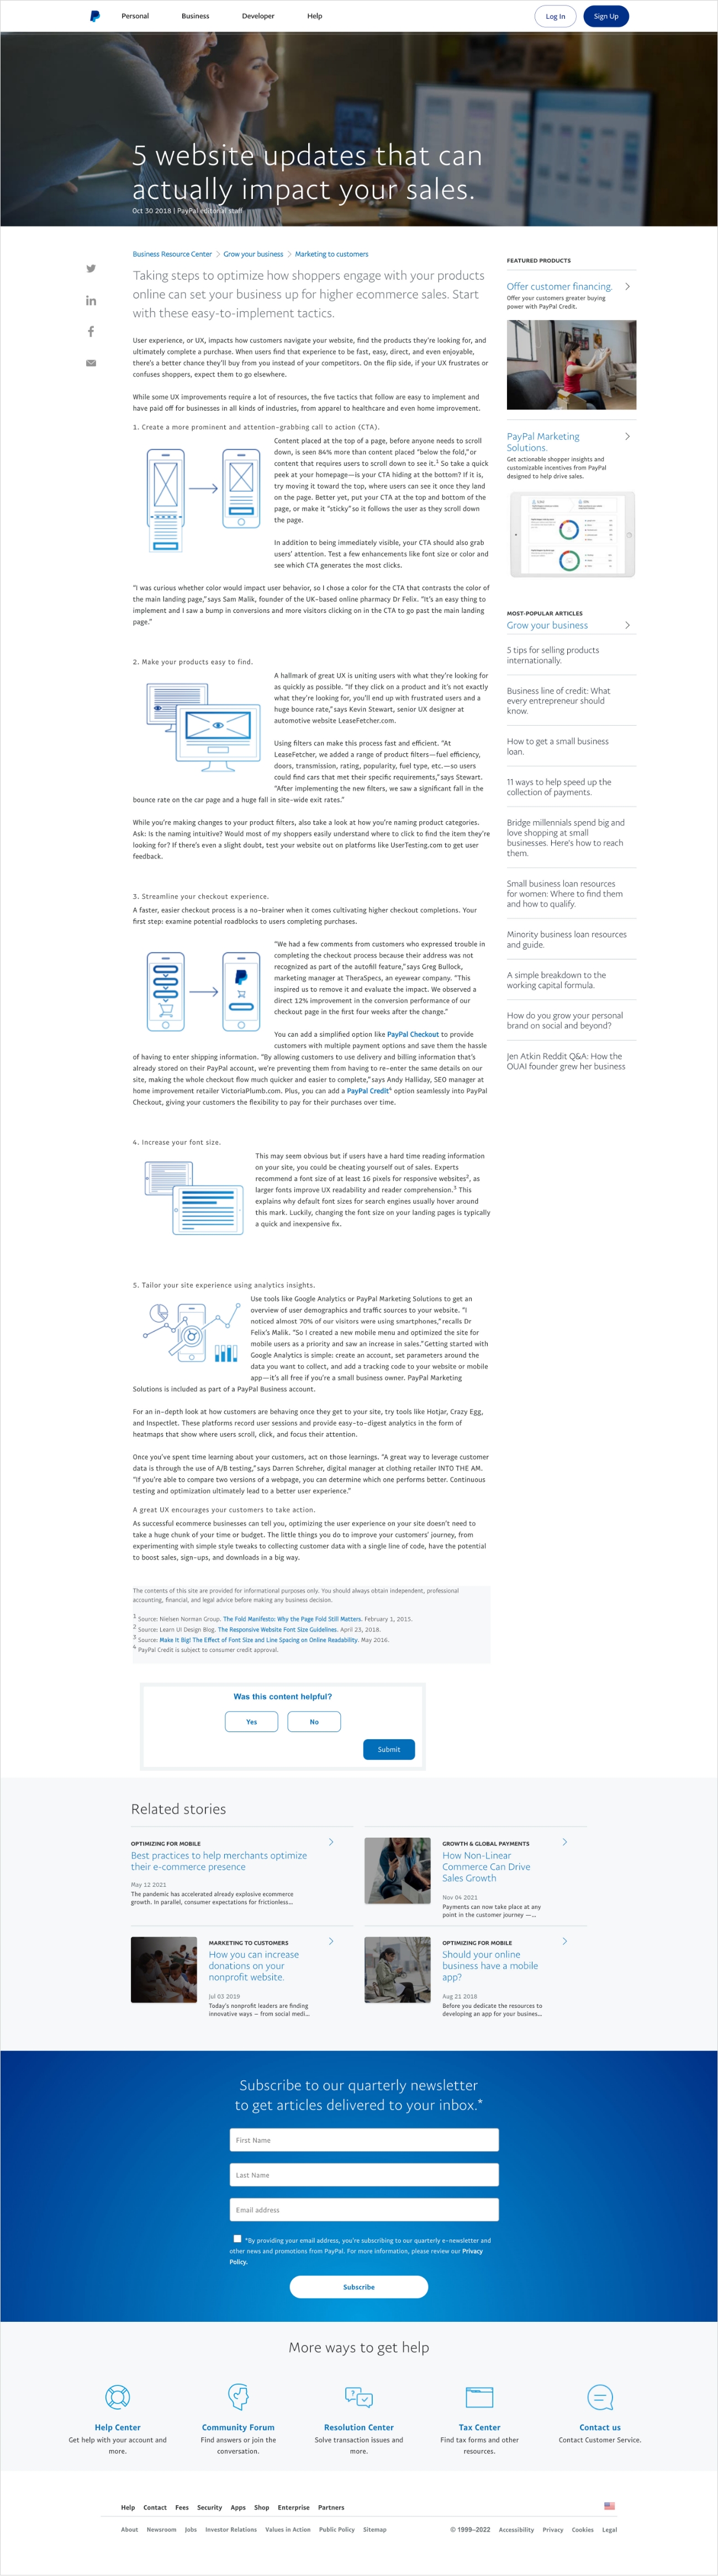 Personal Business Developer Help Log In Sign Up
5 website updates that can
actually impact your sales.
Oct 30 2018 | PayPal editorial staff
Business Resource Center > Grow your business > Marketing to customers
Taking steps to optimize how shoppers engage with your products
online can set your business up for higher ecommerce sales. Start
with these easy-to-implement tactics.
User experience, or UX, impacts how customers navigate your website, find the products they're looking for, and
ultimately complete a purchase. When users find that experience to be fast, easy, direct, and even enjoyable,
there's a better chance they'll buy from you instead of your competitors. On the flip side, if your UX frustrates or
confuses shoppers, expect them to go elsewhere.
While some UX improvements require a lot of resources, the five tactics that follow are easy to implement and
have paid off for businesses in all kinds of industries, from apparel to healthcare and even home improvement.
1. Create a more prominent and attention-grabbing call to action (CTA).
Content placed at the top of a page, before anyone needs to scroll
down, is seen 84% more than content placed "below the fold," or
content that requires users to scroll down to see it.1 So take a quick
peek at your homepage—is your CTA hiding at the bottom? If it is,
try moving it toward the top, where users can see it once they land
on the page. Better yet, put your CTA at the top and bottom of the
page, or make it "sticky" so it follows the user as they scroll down
the page.
In addition to being immediately visible, your CTA should also grab
users' attention. Test a few enhancements like font size or color and
see which CTA generates the most clicks.
"I was curious whether color would impact user behavior, so I chose a color for the CTA that contrasts the color of
the main landing page," says Sam Malik, founder of the UK-based online pharmacy Dr Felix. "It's an easy thing to
implement and I saw a bump in conversions and more visitors clicking on in the CTA to go past the main landing
page."
2. Make your products easy to find.
A hallmark of great UX is uniting users with what they're looking for
as quickly as possible. "If they click on a product and it's not exactly
what they're looking for, you'll wind up with frustrated users and a
huge bounce rate," says Kevin Stewart, senior UX designer at
automotive website LeaseFetcher.com.
Using filters can make this process fast and efficient. "At
LeaseFetcher, we added a range of product filters—fuel efficiency,
doors, transmission, rating, popularity, fuel type, etc.—so users
could find cars that met their specific requirements," says Stewart.
"After implementing the new filters, we saw a significant fall in the
bounce rate on the car page and a huge fall in site-wide exit rates."
While you're making changes to your product filters, also take a look at how you're naming product categories.
Ask: Is the naming intuitive? Would most of my shoppers easily understand where to click to find the item they're
looking for? If there's even a slight doubt, test your website out on platforms like UserTesting.com to get user
feedback.
3. Streamline your checkout experience.
A faster, easier checkout process is a no-brainer when it comes cultivating higher checkout completions. Your
first step: examine potential roadblocks to users completing purchases.
"We had a few comments from customers who expressed trouble in
completing the checkout process because their address was not
recognized as part of the autofill feature," says Greg Bullock,
marketing manager at TheraSpecs, an eyewear company. "This
inspired us to remove it and evaluate the impact. We observed a
direct 12% improvement in the conversion performance of our
checkout page in the first four weeks after the change."
You can add a simplified option like PayPal Checkout to provide
customers with multiple payment options and save them the hassle
of having to enter shipping information. "By allowing customers to use delivery and billing information that's
already stored on their PayPal account, we're preventing them from having to re-enter the same details on our
site, making the whole checkout flow much quicker and easier to complete," says Andy Halliday, SEO manager at
home improvement retailer VictoriaPlumb.com. Plus, you can add a PayPal Credit4 option seamlessly into PayPal
Checkout, giving your customers the flexibility to pay for their purchases over time.
4. Increase your font size.
This may seem obvious but if users have a hard time reading information
on your site, you could be cheating yourself out of sales. Experts
recommend a font size of at least 16 pixels for responsive websites2, as
larger fonts improve UX readability and reader comprehension.3 This
explains why default font sizes for search engines usually hover around
this mark. Luckily, changing the font size on your landing pages is typically
a quick and inexpensive fix.
5. Tailor your site experience using analytics insights.
Use tools like Google Analytics or PayPal Marketing Solutions to get an
overview of user demographics and traffic sources to your website. "I
noticed almost 70% of our visitors were using smartphones," recalls Dr
Felix's Malik. "So I created a new mobile menu and optimized the site for
mobile users as a priority and saw an increase in sales." Getting started with
Google Analytics is simple: create an account, set parameters around the
data you want to collect, and add a tracking code to your website or mobile
app—it's all free if you're a small business owner. PayPal Marketing
Solutions is included as part of a PayPal Business account.
For an in-depth look at how customers are behaving once they get to your site, try tools like Hotjar, Crazy Egg,
and Inspectlet. These platforms record user sessions and provide easy-to-digest analytics in the form of
heatmaps that show where users scroll, click, and focus their attention.
Once you've spent time learning about your customers, act on those learnings. "A great way to leverage customer
data is through the use of A/B testing," says Darren Schreher, digital manager at clothing retailer INTO THE AM.
"If you're able to compare two versions of a webpage, you can determine which one performs better. Continuous
testing and optimization ultimately lead to a better user experience."
A great UX encourages your customers to take action.
As successful ecommerce businesses can tell you, optimizing the user experience on your site doesn't need to
take a huge chunk of your time or budget. The little things you do to improve your customers' journey, from
experimenting with simple style tweaks to collecting customer data with a single line of code, have the potential
to boost sales, sign-ups, and downloads in a big way.
The contents of this site are provided for informational purposes only. You should always obtain independent, professional
accounting, financial, and legal advice before making any business decision.
1 Source: Nielsen Norman Group. The Fold Manifesto: Why the Page Fold Still Matters. February 1, 2015.
2 Source: Learn UI Design Blog. The Responsive Website Font Size Guidelines. April 23, 2018.
3 Source: Make It Big! The Effect of Font Size and Line Spacing on Online Readability. May 2016.
4 PayPal Credit is subject to consumer credit approval.
Was this content helpful?
Yes No
Submit
FEATURED PRODUCTS
Offer customer financing.
Offer your customers greater buying
power with PayPal Credit.
PayPal Marketing
Solutions.
Get actionable shopper insights and
customizable incentives from PayPal
designed to help drive sales.
MOST-POPULAR ARTICLES
Grow your business
5 tips for selling products
internationally.
Business line of credit: What
every entrepreneur should
know.
How to get a small business
loan.
11 ways to help speed up the
collection of payments.
Bridge millennials spend big and
love shopping at small
businesses. Here's how to reach
them.
Small business loan resources
for women: Where to find them
and how to qualify.
Minority business loan resources
and guide.
A simple breakdown to the
working capital formula.
How do you grow your personal
brand on social and beyond?
Jen Atkin Reddit Q&A: How the
OUAI founder grew her business
Related stories
OPTIMIZING FOR MOBILE
Best practices to help merchants optimize
their e-commerce presence
May 12 2021
The pandemic has accelerated already explosive ecommerce
growth. In parallel, consumer expectations for frictionless...
GROWTH & GLOBAL PAYMENTS
How Non-Linear
Commerce Can Drive
Sales Growth
Nov 04 2021
Payments can now take place at any
point in the customer journey —...
MARKETING TO CUSTOMERS
How you can increase
donations on your
nonprofit website.
Jul 03 2019
Today's nonprofit leaders are finding
innovative ways – from social medi...
OPTIMIZING FOR MOBILE
Should your online
business have a mobile
app?
Aug 21 2018
Before you dedicate the resources to
developing an app for your busines...
Subscribe to our quarterly newsletter
to get articles delivered to your inbox.*
First Name
Last Name
Email address
*By providing your email address, you're subscribing to our quarterly e-newsletter and
other news and promotions from PayPal. For more information, please review our Privacy
Policy.
Subscribe
More ways to get help
Help Center
Get help with your account and
more.
Community Forum
Find answers or join the
conversation.
Resolution Center
Solve transaction issues and
more.
Tax Center
Find tax forms and other
resources.
Contact us
Contact Customer Service.
Help Contact Fees Security Apps Shop Enterprise Partners
About Newsroom Jobs Investor Relations Values in Action Public Policy Sitemap © 1999–2022 Accessibility Privacy Cookies Legal